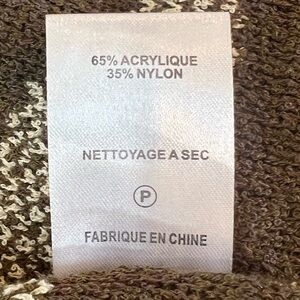 65% ACRYLIQUE
35% NYLON
NETTOYAGE A SEC
P
FABRIQUE EN CHINE